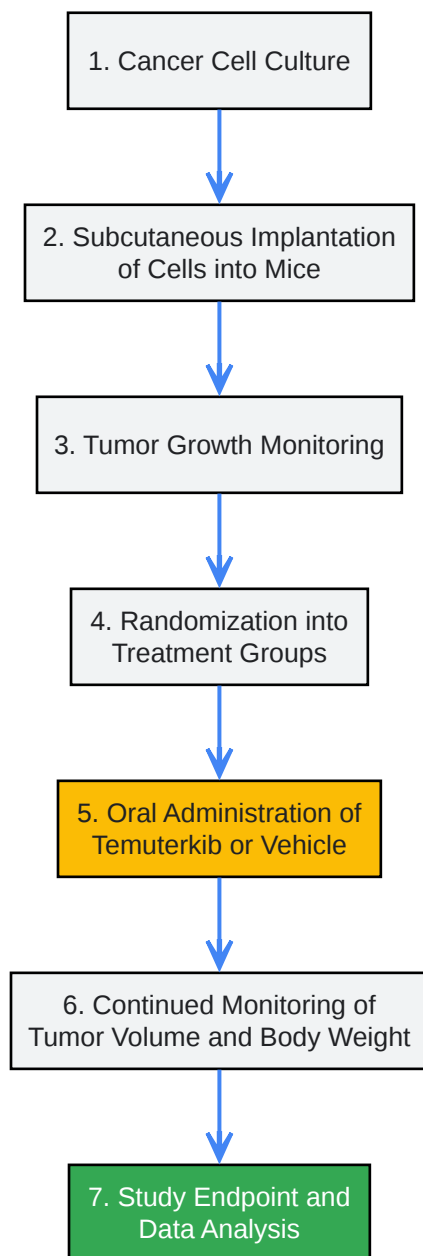 1. Cancer Cell Culture
2. Subcutaneous Implantation
of Cells into Mice
3. Tumor Growth Monitoring
4. Randomization into
Treatment Groups
5. Oral Administration of
Temuterkib or Vehicle
6. Continued Monitoring of
Tumor Volume and Body Weight
7. Study Endpoint and
Data Analysis